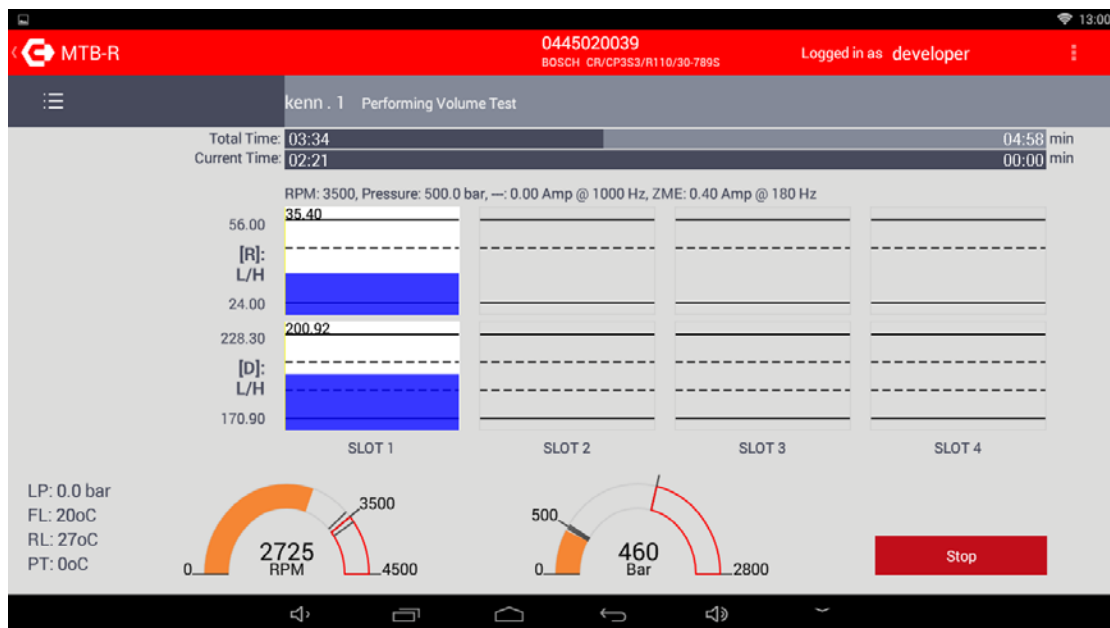 13:00
MTB-R
0445020039
BOSCH CR/CP3S3/R110/30-789S
Logged in as developer
kenn . 1 Performing Volume Test
Total Time: 03:34 04:58 min
Current Time: 02:21 00:00 min
RPM: 3500, Pressure: 500.0 bar, ---: 0.00 Amp @ 1000 Hz, ZME: 0.40 Amp @ 180 Hz
35.40
56.00
[R]:
L/H
24.00
200.92
228.30
[D]:
L/H
170.90
SLOT 1 SLOT 2 SLOT 3 SLOT 4
LP: 0.0 bar
FL: 20oC
RL: 27oC
PT: 0oC
3500
2725
RPM
0 4500
500
460
Bar
0 2800
Stop